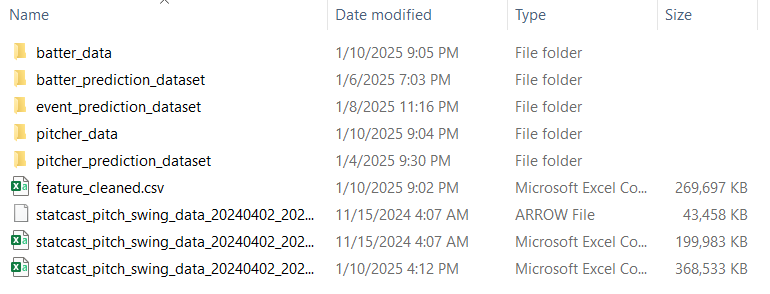 Name Date modified Type Size
batter_data 1/10/2025 9:05 PM File folder
batter_prediction_dataset 1/6/2025 7:03 PM File folder
event_prediction_dataset 1/8/2025 11:16 PM File folder
pitcher_data 1/10/2025 9:04 PM File folder
pitcher_prediction_dataset 1/4/2025 9:30 PM File folder
feature_cleaned.csv 1/10/2025 9:02 PM Microsoft Excel Co... 269,697 KB
statcast_pitch_swing_data_20240402_202... 11/15/2024 4:07 AM ARROW File 43,458 KB
statcast_pitch_swing_data_20240402_202... 11/15/2024 4:07 AM Microsoft Excel Co... 199,983 KB
statcast_pitch_swing_data_20240402_202... 1/10/2025 4:12 PM Microsoft Excel Co... 368,533 KB